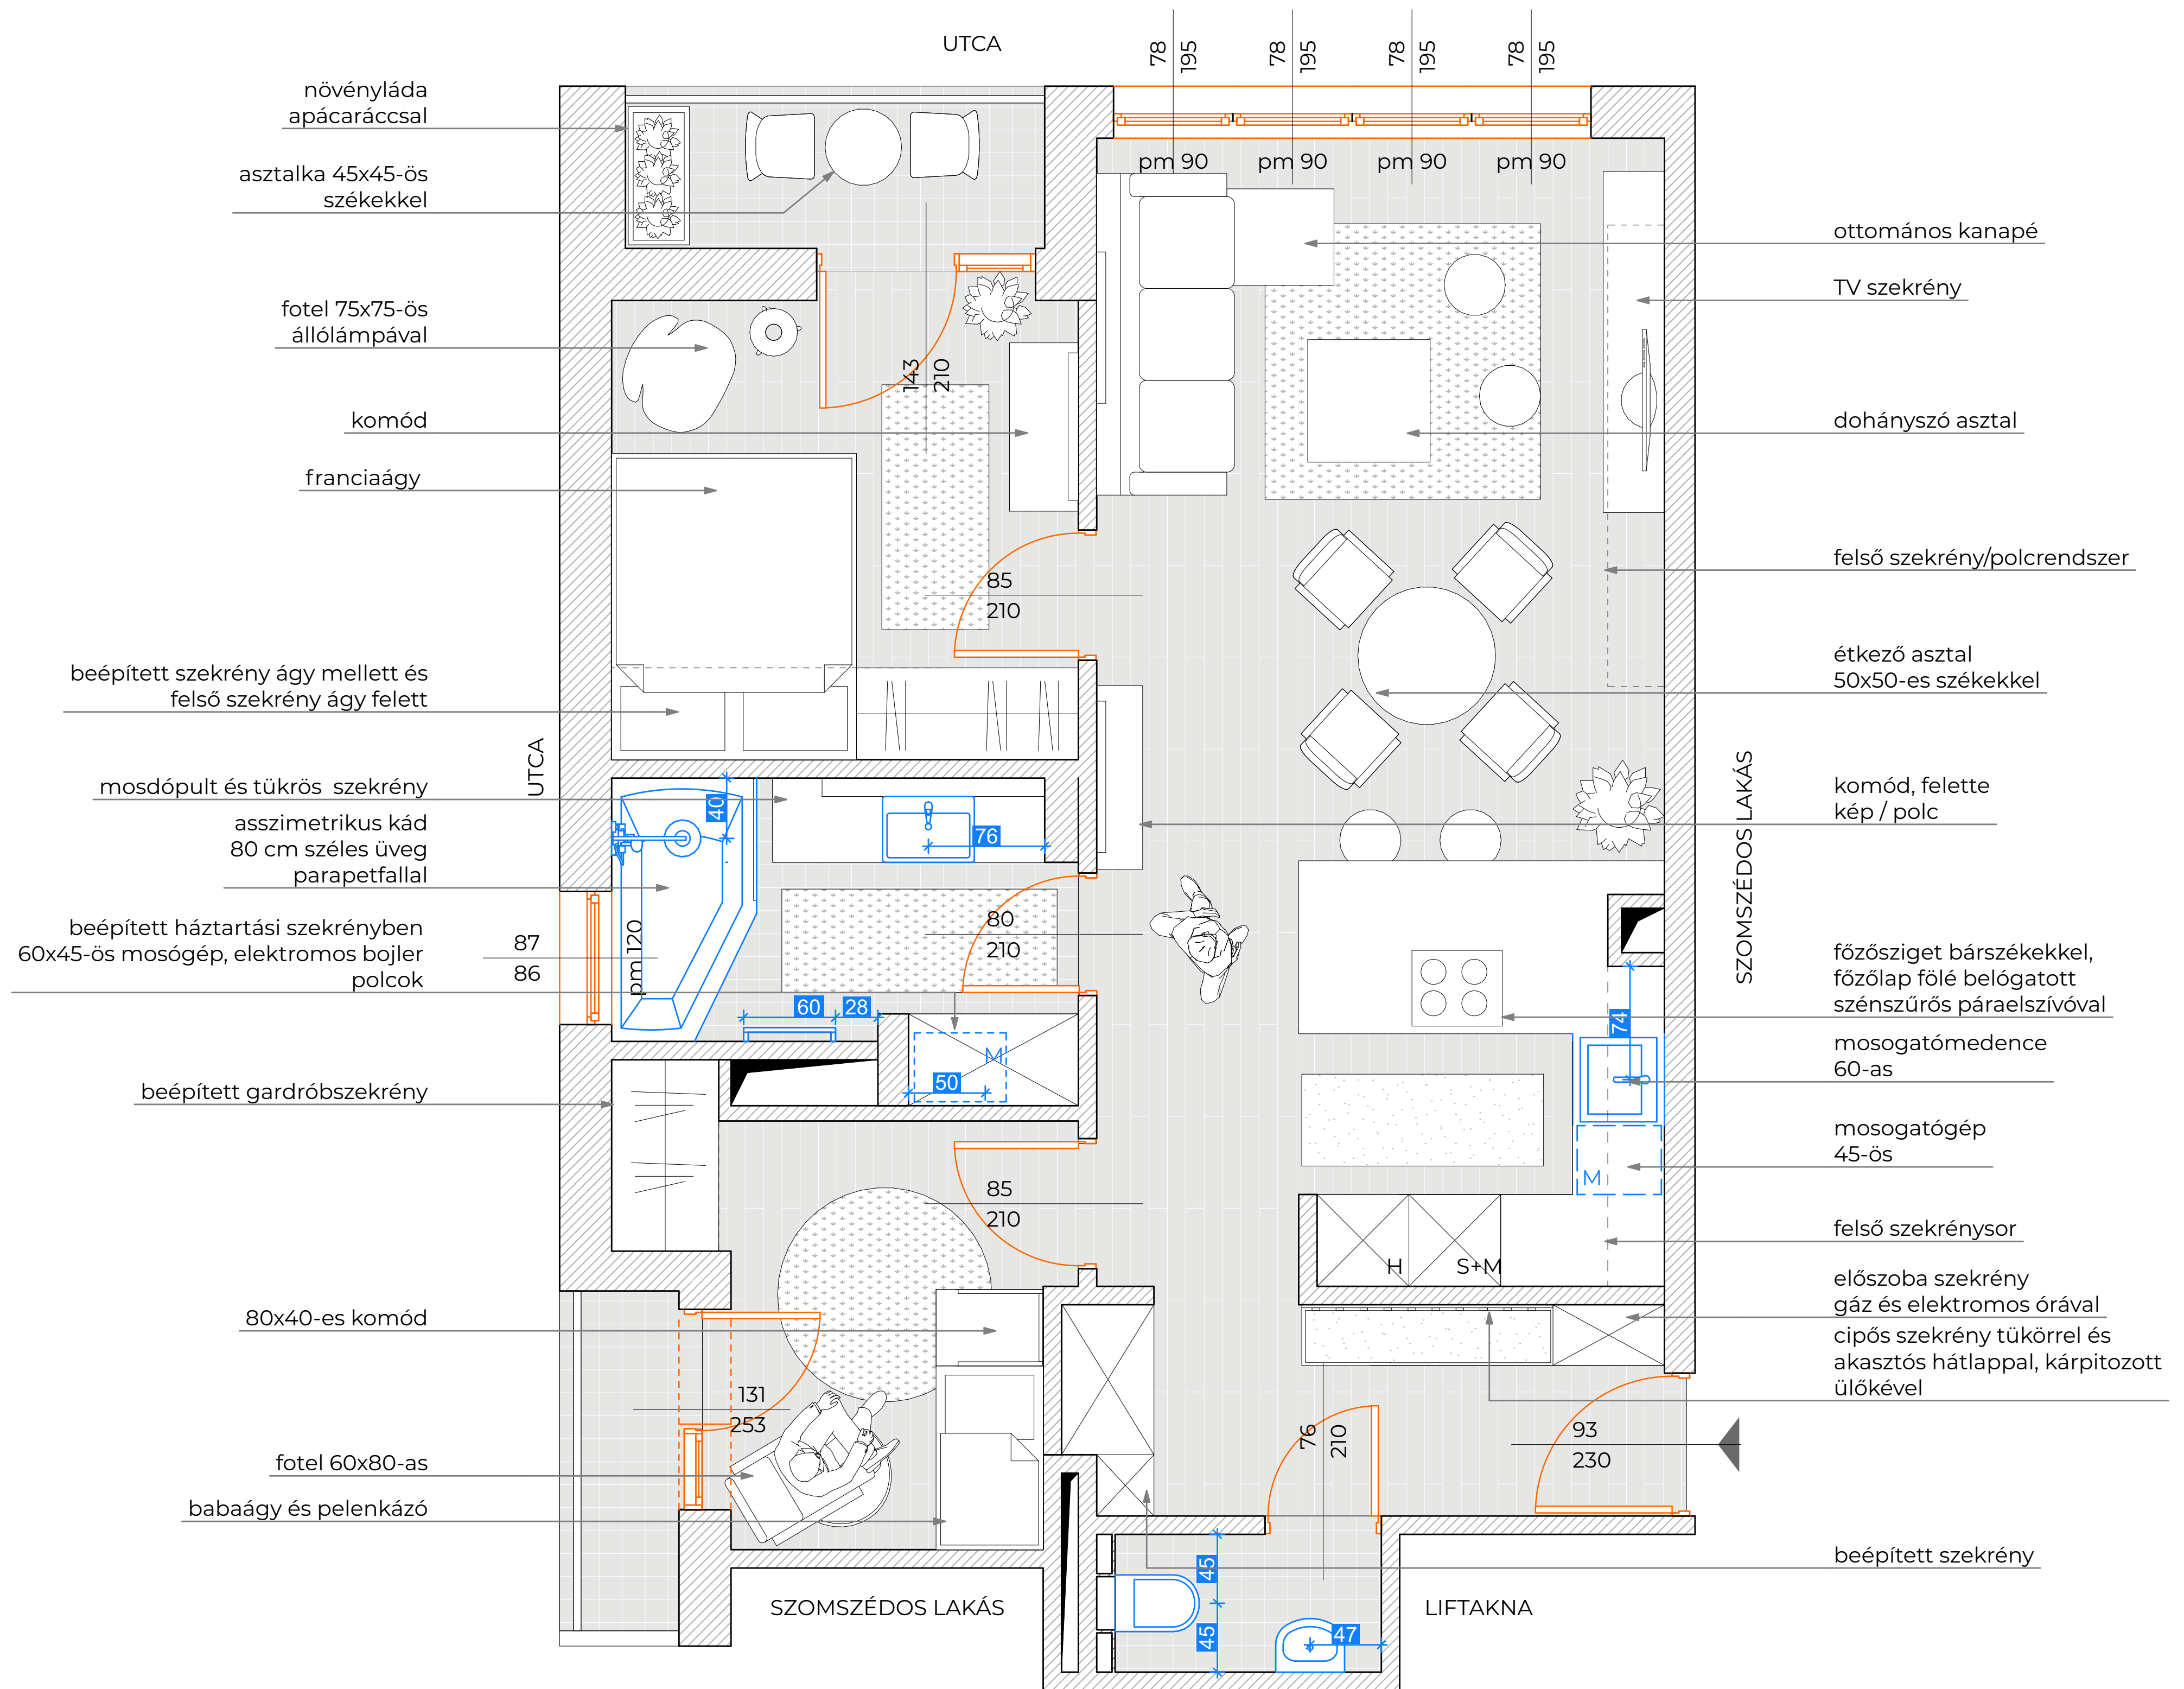 UTCA
78
195
78
195
78
195
78
195
pm 90
pm 90
pm 90
pm 90
növényláda
apácaráccsal
asztalka 45x45-ös
székekkel
fotel 75x75-ös
állólámpával
komód
franciaágy
beépített szekrény ágy mellett és
felső szekrény ágy felett
mosdópult és tükrös  szekrény
asszimetrikus kád
80 cm széles üveg
parapetfallal
beépített háztartási szekrényben
60x45-ös mosógép, elektromos bojler
polcok
beépített gardróbszekrény
80x40-es komód
fotel 60x80-as
babaágy és pelenkázó
UTCA
87
86
pm 120
143
210
85
210
40
76
80
210
60
28
M
50
85
210
131
253
76
210
93
230
45
45
47
74
M
H
S+M
ottomános kanapé
TV szekrény
dohányszó asztal
felső szekrény/polcrendszer
étkező asztal
50x50-es székekkel
komód, felette
kép / polc
SZOMSZÉDOS LAKÁS
főzősziget bárszékekkel,
főzőlap fölé belógatott
szénszűrős páraelszívóval
mosogatómedence
60-as
mosogatógép
45-ös
felső szekrénysor
előszoba szekrény
gáz és elektromos órával
cipős szekrény tükörrel és
akasztós hátlappal, kárpitozott
ülőkével
beépített szekrény
SZOMSZÉDOS LAKÁS
LIFTAKNA